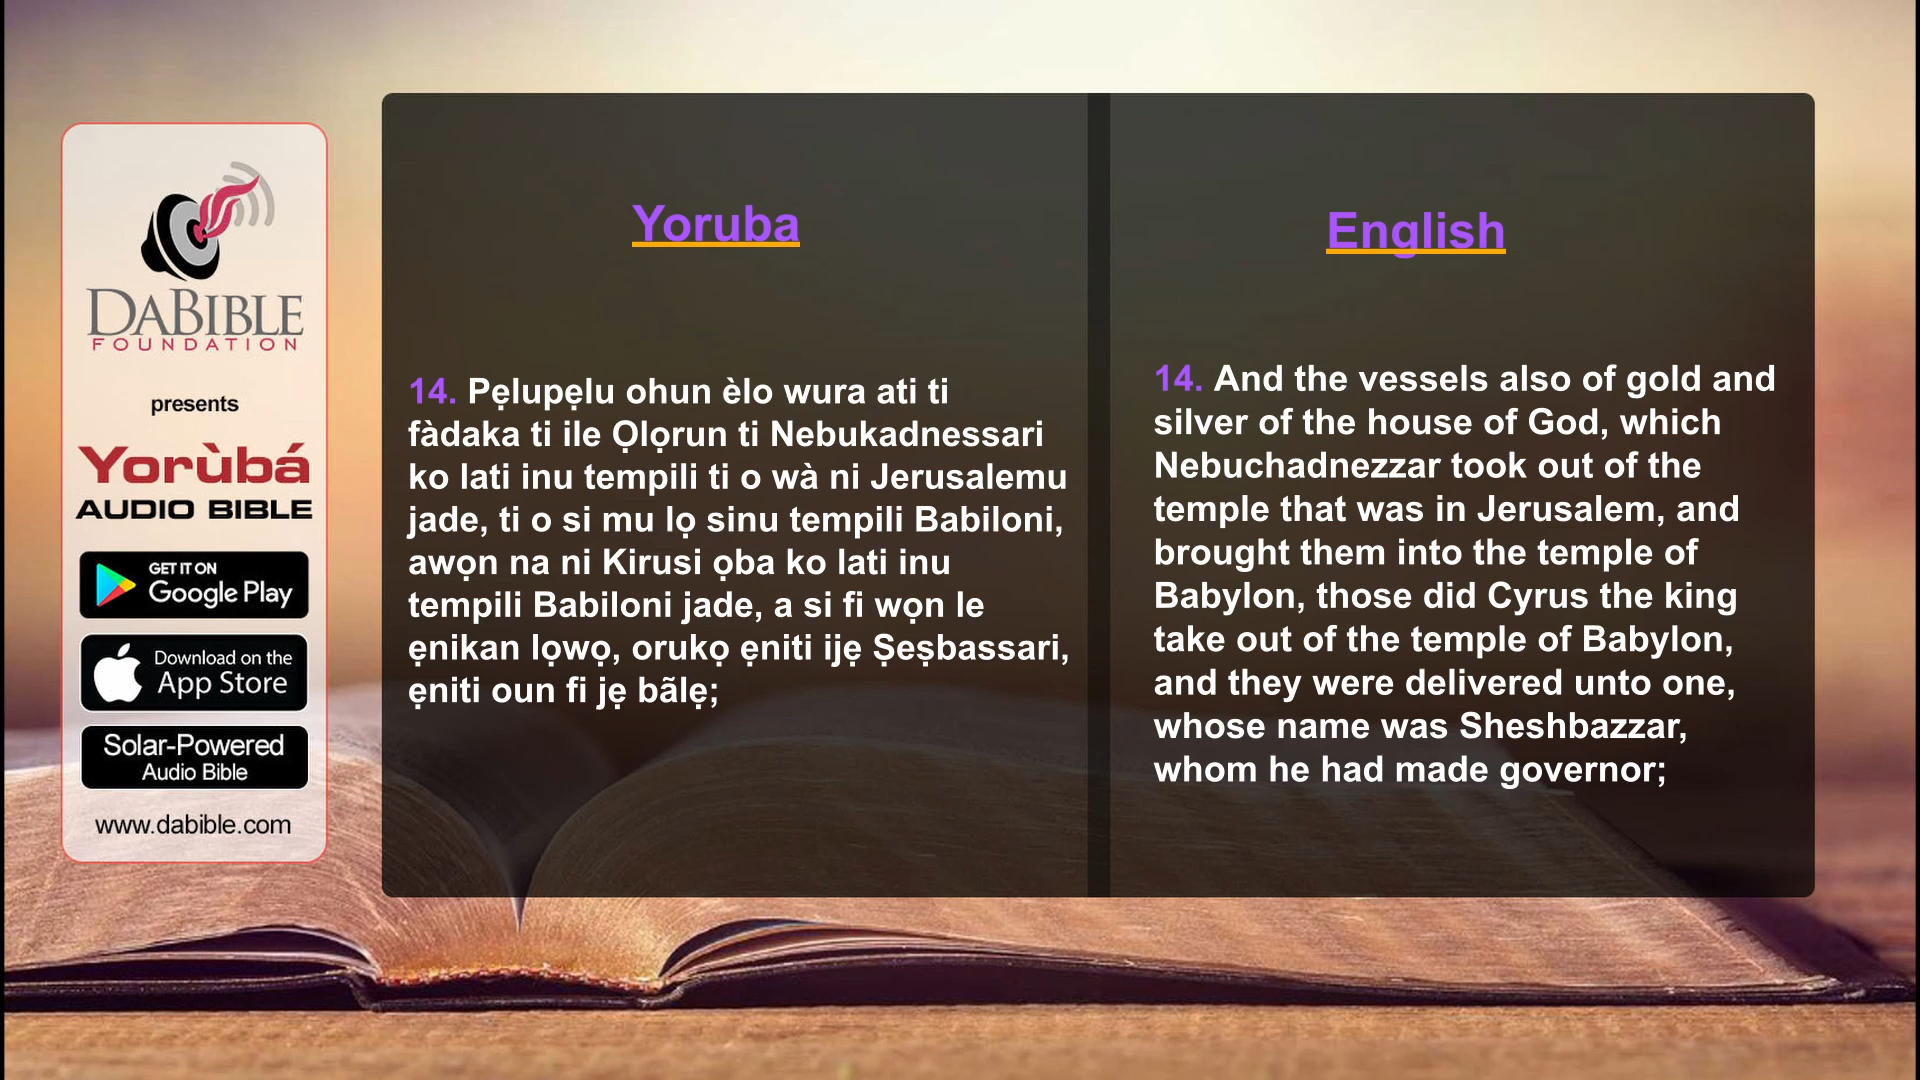 DABIBLE
FOUNDATION
presents
Yorùbá
AUDIO BIBLE
GET IT ON
Google Play
Download on the
App Store
Solar-Powered
Audio Bible
www.dabible.com
Yoruba
14. Pẹlupẹlu ohun èlo wura ati ti
fàdaka ti ile Ọlọrun ti Nebukadnessari
ko lati inu tempili ti o wà ni Jerusalemu
jade, ti o si mu lọ sinu tempili Babiloni,
awọn na ni Kirusi ọba ko lati inu
tempili Babiloni jade, a si fi wọn le
ẹnikan lọwọ, orukọ ẹniti ijẹ Ṣeṣbassari,
ẹniti oun fi jẹ bãlẹ;
English
14. And the vessels also of gold and
silver of the house of God, which
Nebuchadnezzar took out of the
temple that was in Jerusalem, and
brought them into the temple of
Babylon, those did Cyrus the king
take out of the temple of Babylon,
and they were delivered unto one,
whose name was Sheshbazzar,
whom he had made governor;